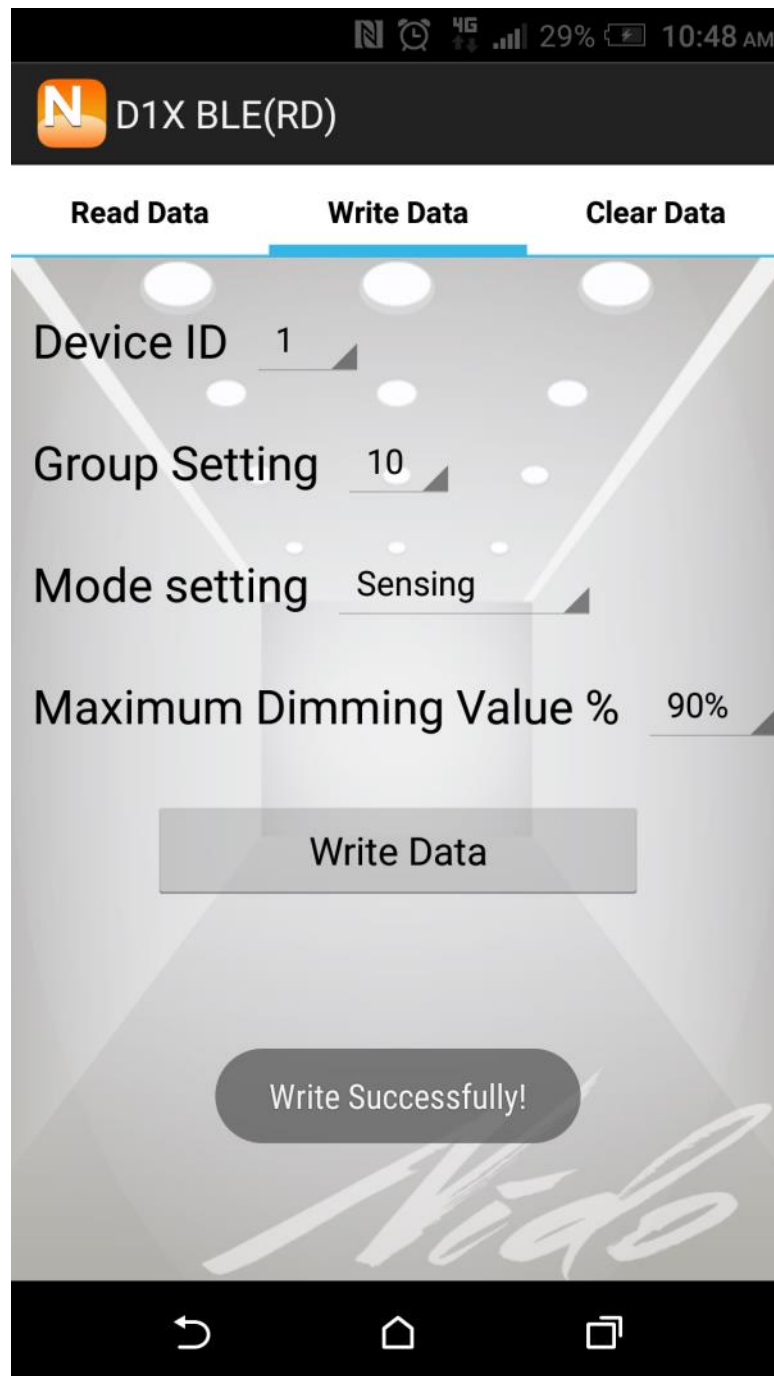 4G 29% 10:48 AM
N D1X BLE(RD)
Read Data Write Data Clear Data
Device ID 1
Group Setting 10
Mode setting Sensing
Maximum Dimming Value % 90%
Write Data
Write Successfully!
Nido